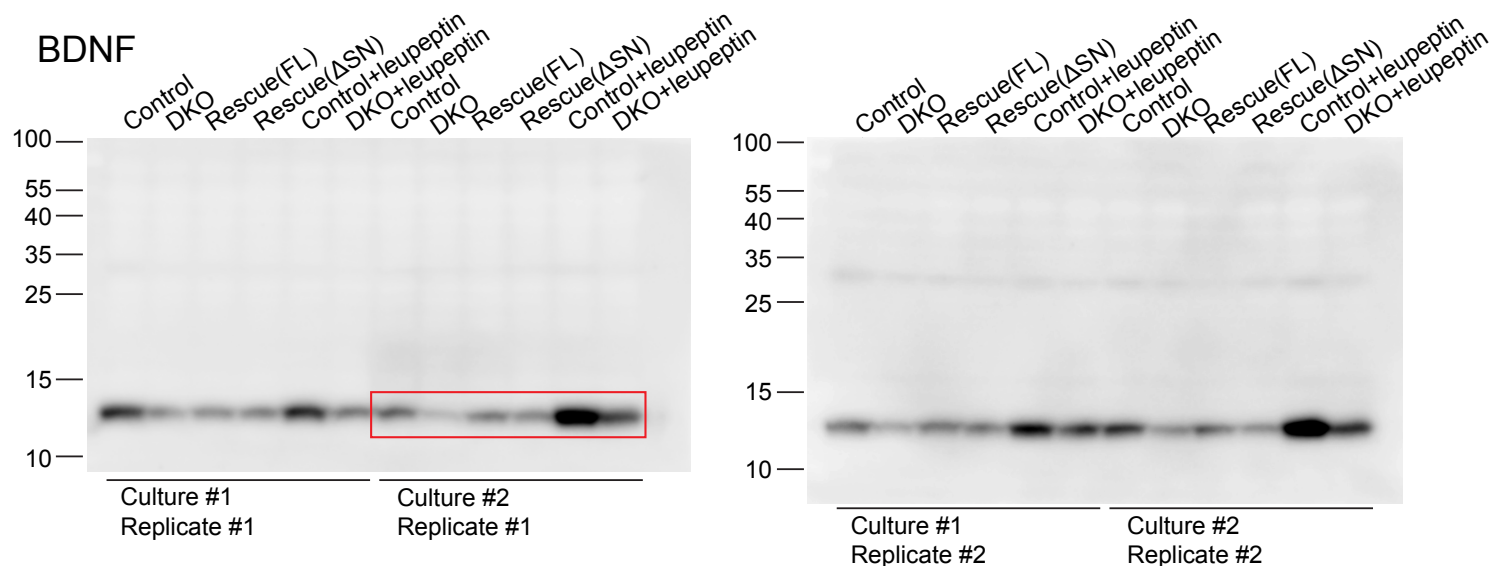 BDNF
Control
DKO
Rescue(FL)
Rescue(ΔSN)
Control+leupeptin
DKO+leupeptin
Control
DKO
Rescue(FL)
Rescue(ΔSN)
Control+leupeptin
DKO+leupeptin
100
55
40
35
25
15
10
Culture #1
Replicate #1
Culture #2
Replicate #1
Control
DKO
Rescue(FL)
Rescue(ΔSN)
Control+leupeptin
DKO+leupeptin
Control
DKO
Rescue(FL)
Rescue(ΔSN)
Control+leupeptin
DKO+leupeptin
100
55
40
35
25
15
10
Culture #1
Replicate #2
Culture #2
Replicate #2